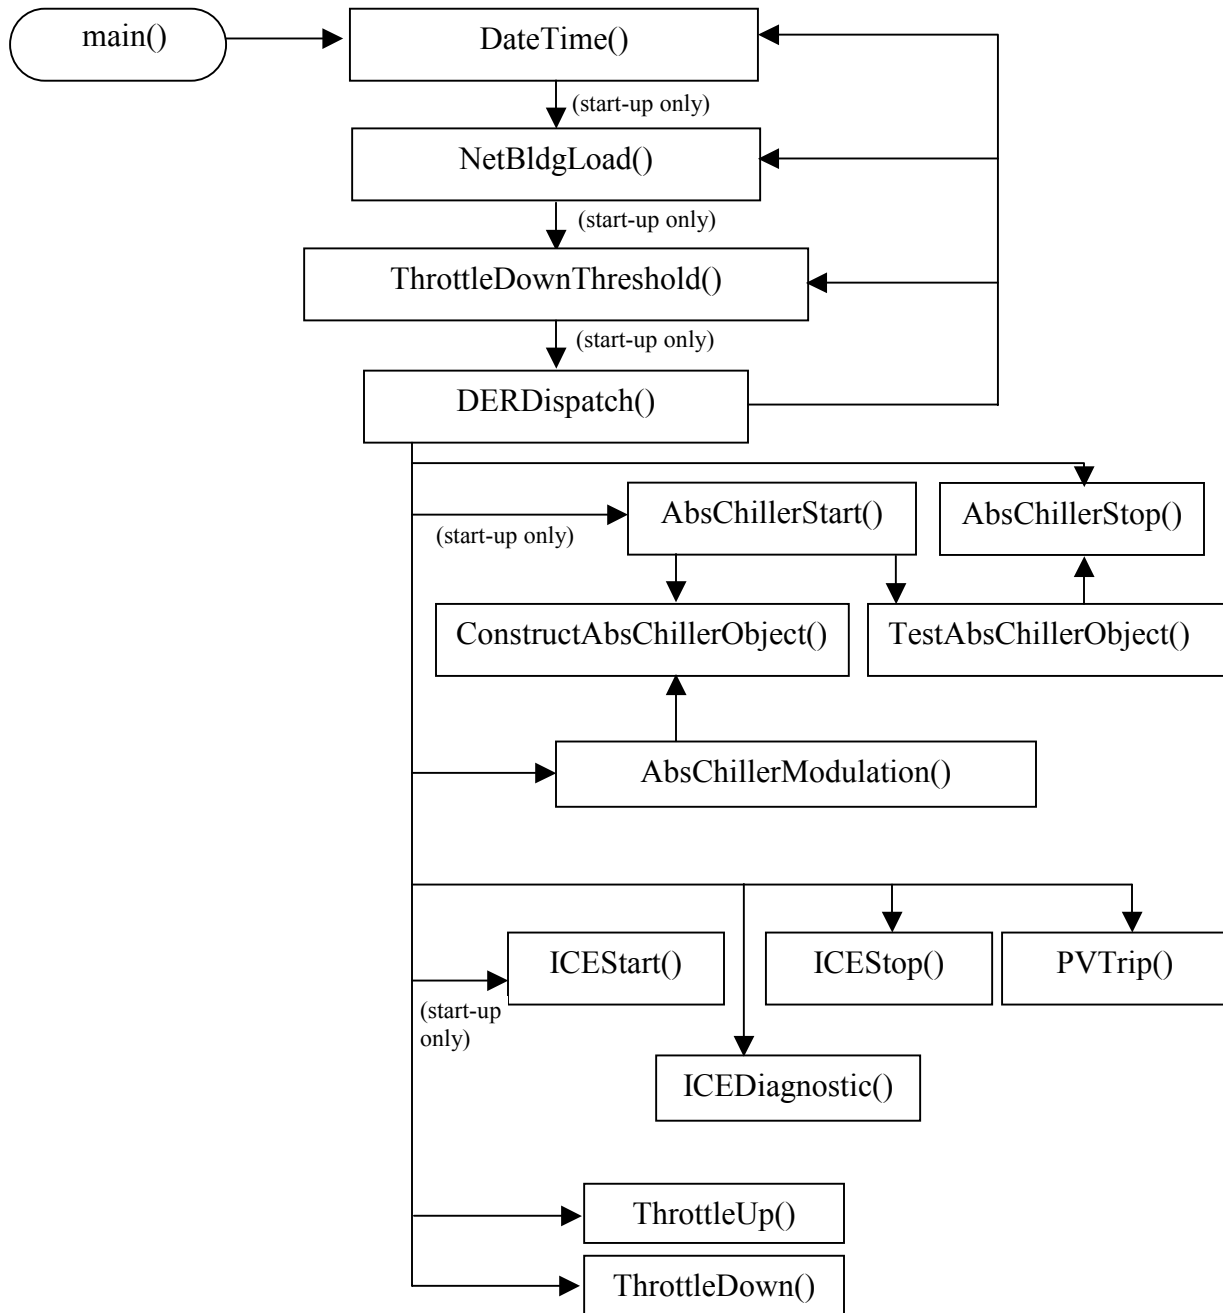 main()
DateTime()
(start-up only)
NetBldgLoad()
(start-up only)
ThrottleDownThreshold()
(start-up only)
DERDispatch()
AbsChillerStart()
AbsChillerStop()
(start-up only)
ConstructAbsChillerObject()
TestAbsChillerObject()
AbsChillerModulation()
ICEStart()
ICEStop()
PVTrip()
(start-up
only)
ICEDiagnostic()
ThrottleUp()
ThrottleDown()